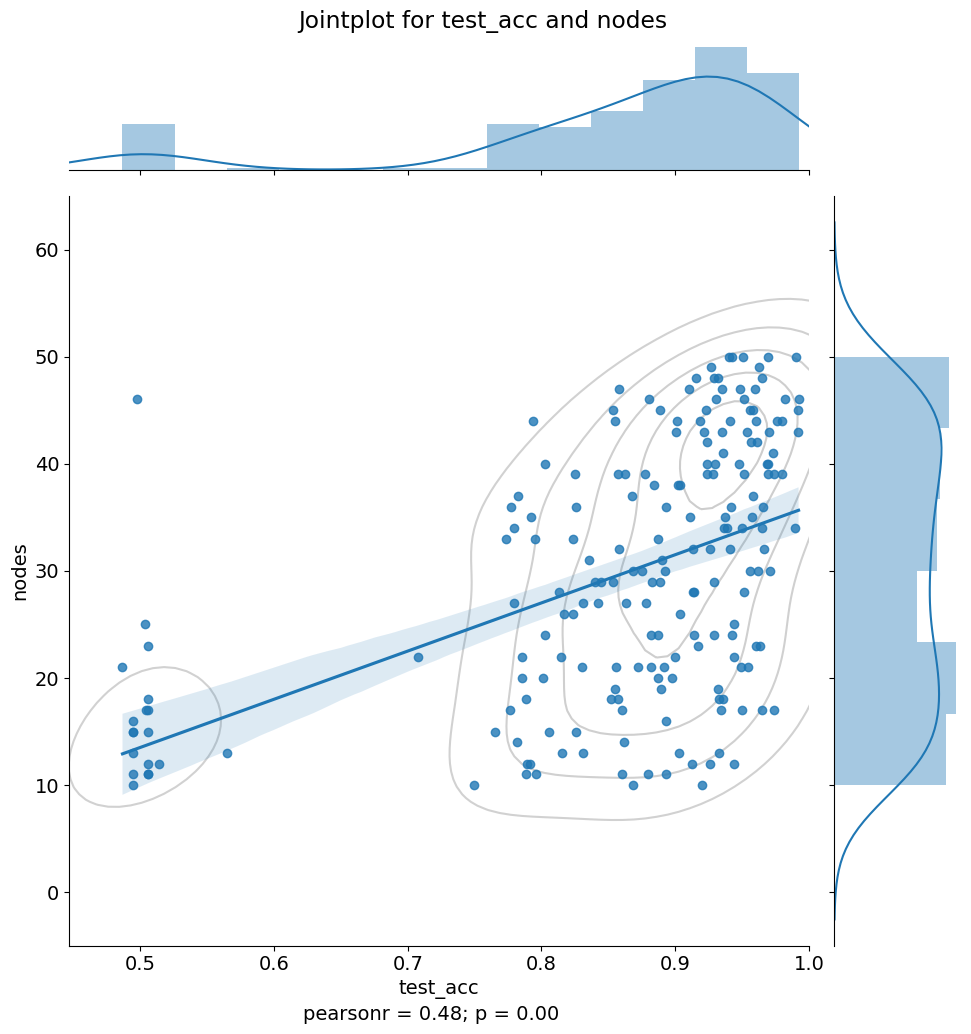 Jointplot for test_acc and nodes
60
50
40
30
20
10
0
nodes
0.5 0.6 0.7 0.8 0.9 1.0
test_acc
pearsonr = 0.48; p = 0.00